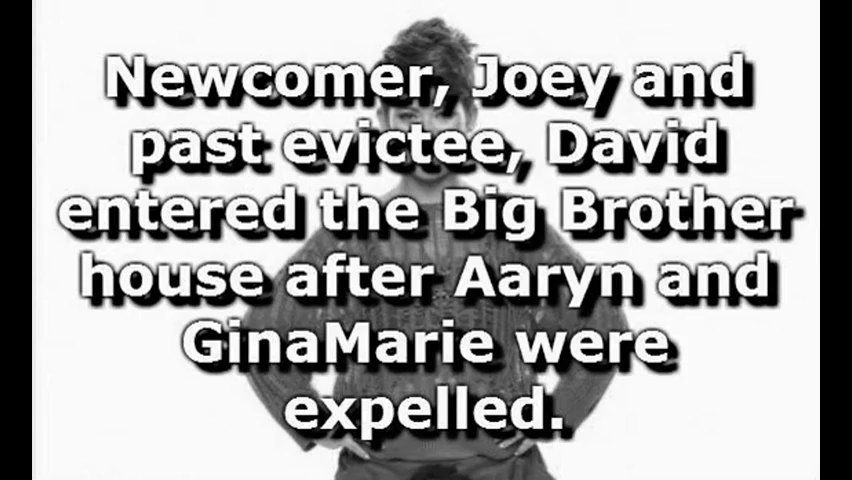 Newcomer, Joey and
past evictee, David
entered the Big Brother
house after Aaryn and
GinaMarie were
expelled.